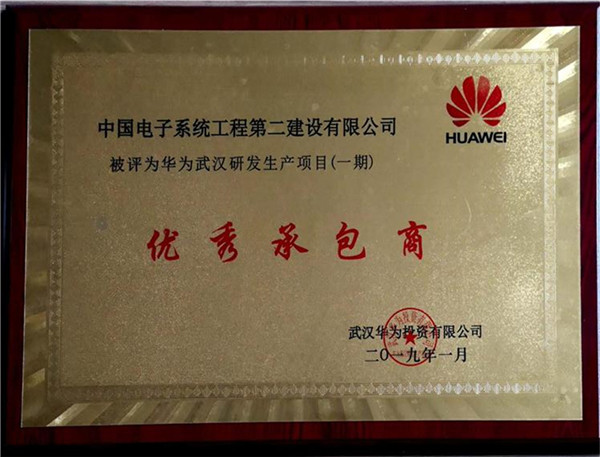 HUAWEI
中国电子系统工程第二建设有限公司
被评为华为武汉研发生产项目(一期)
优秀承包商
武汉华为投资有限公司
二〇一九年一月